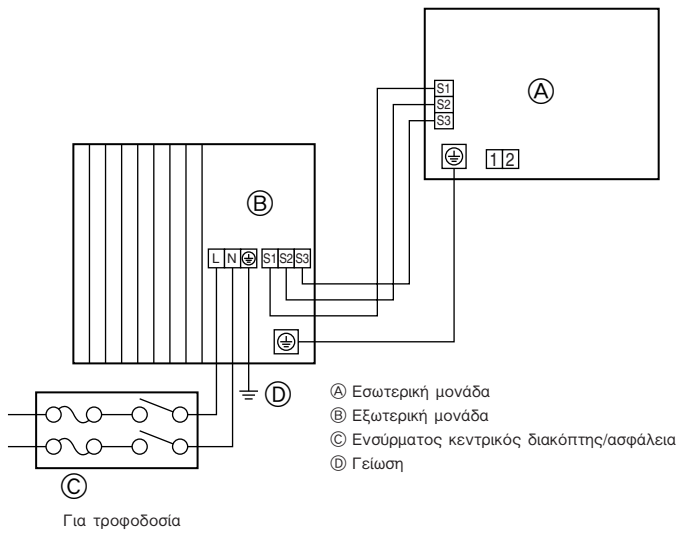 S1
S2
S3
Ⓐ
1 2
Ⓑ
L N S1 S2 S3
Ⓓ
Ⓐ Εσωτερική μονάδα
Ⓑ Εξωτερική μονάδα
Ⓒ Ενσύρματος κεντρικός διακόπτης/ασφάλεια
Ⓓ Γείωση
Ⓒ
Για τροφοδοσία